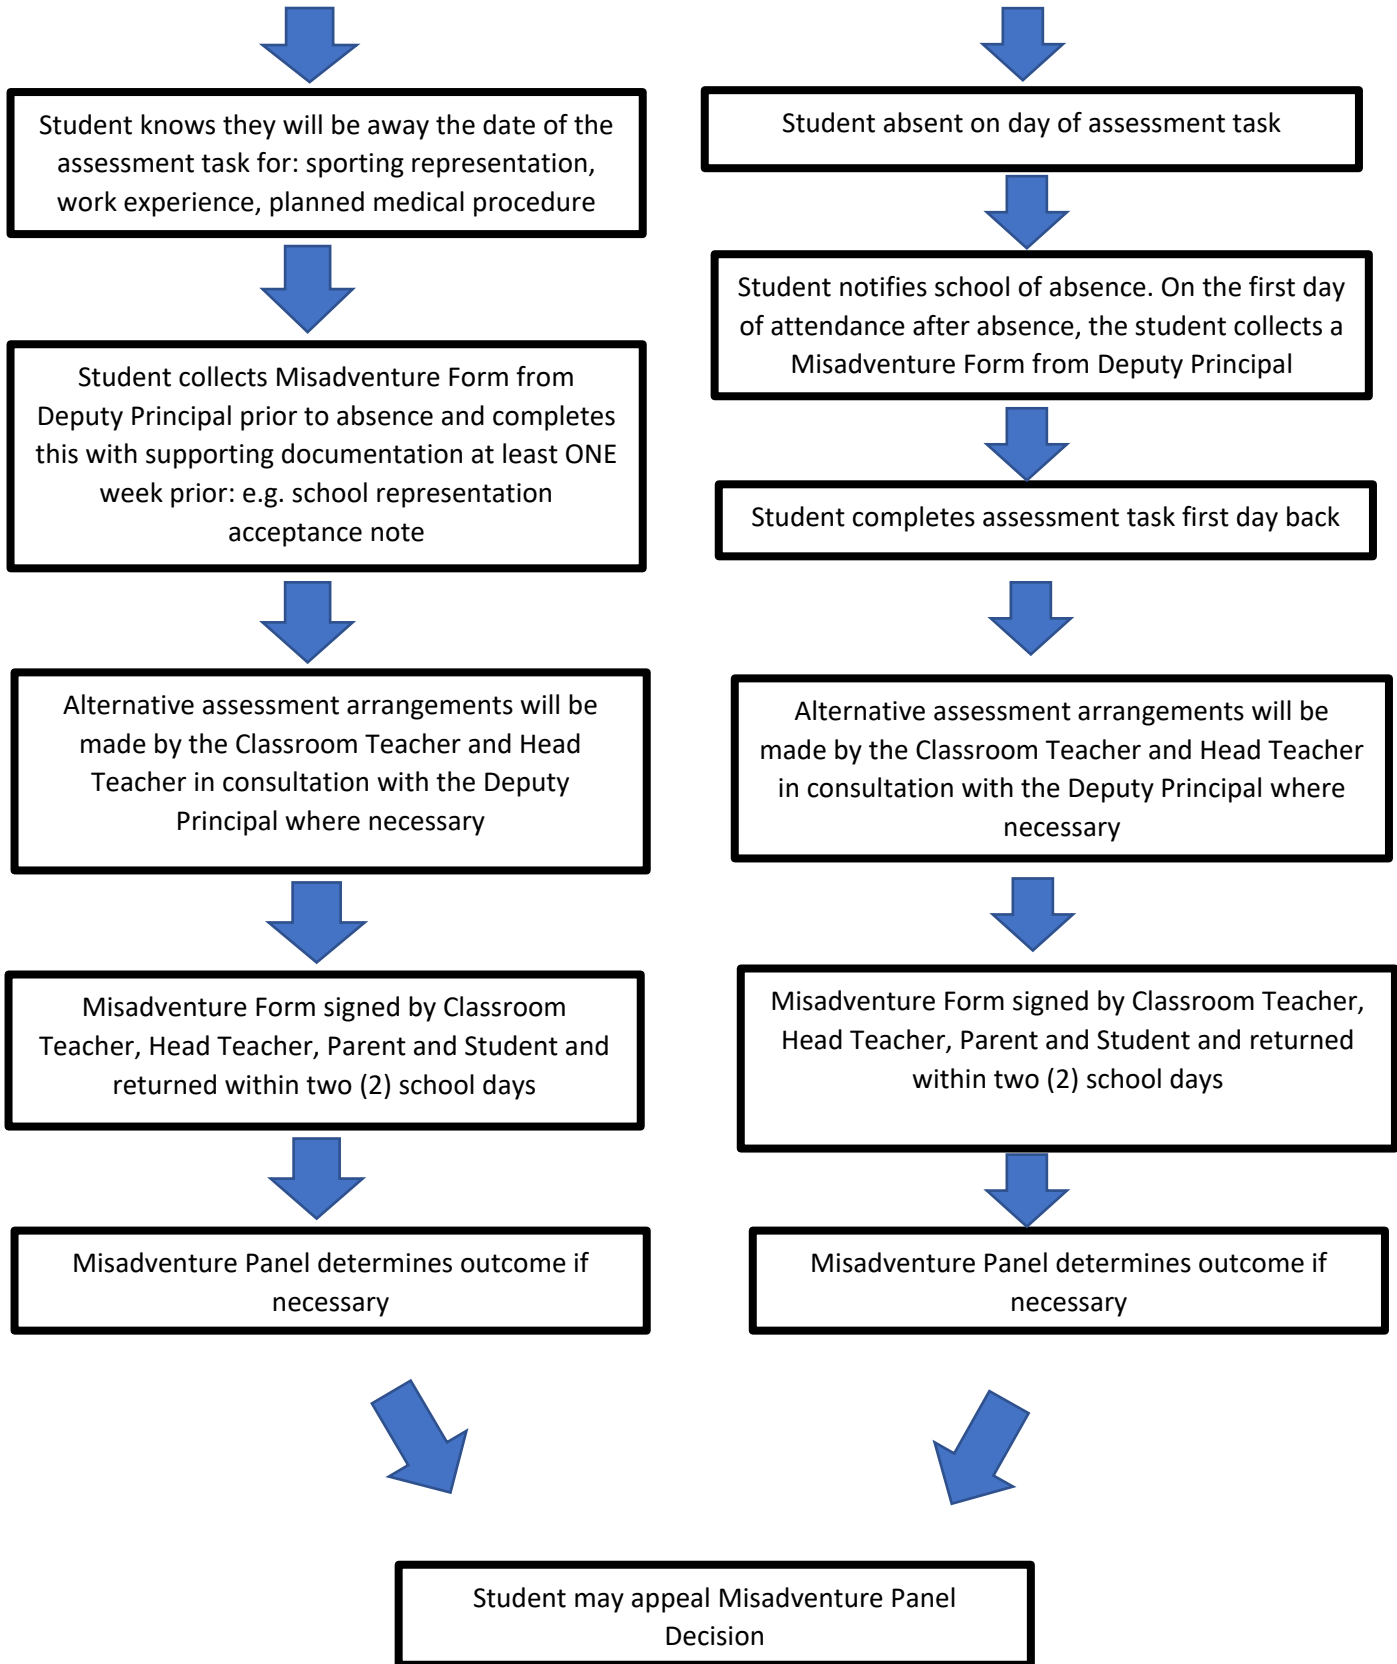 Student knows they will be away the date of the
assessment task for: sporting representation,
work experience, planned medical procedure
Student collects Misadventure Form from
Deputy Principal prior to absence and completes
this with supporting documentation at least ONE
week prior: e.g. school representation
acceptance note
Alternative assessment arrangements will be
made by the Classroom Teacher and Head
Teacher in consultation with the Deputy
Principal where necessary
Misadventure Form signed by Classroom
Teacher, Head Teacher, Parent and Student and
returned within two (2) school days
Misadventure Panel determines outcome if
necessary
Student absent on day of assessment task
Student notifies school of absence. On the first day
of attendance after absence, the student collects a
Misadventure Form from Deputy Principal
Student completes assessment task first day back
Alternative assessment arrangements will be
made by the Classroom Teacher and Head Teacher
in consultation with the Deputy Principal where
necessary
Misadventure Form signed by Classroom Teacher,
Head Teacher, Parent and Student and returned
within two (2) school days
Misadventure Panel determines outcome if
necessary
Student may appeal Misadventure Panel
Decision